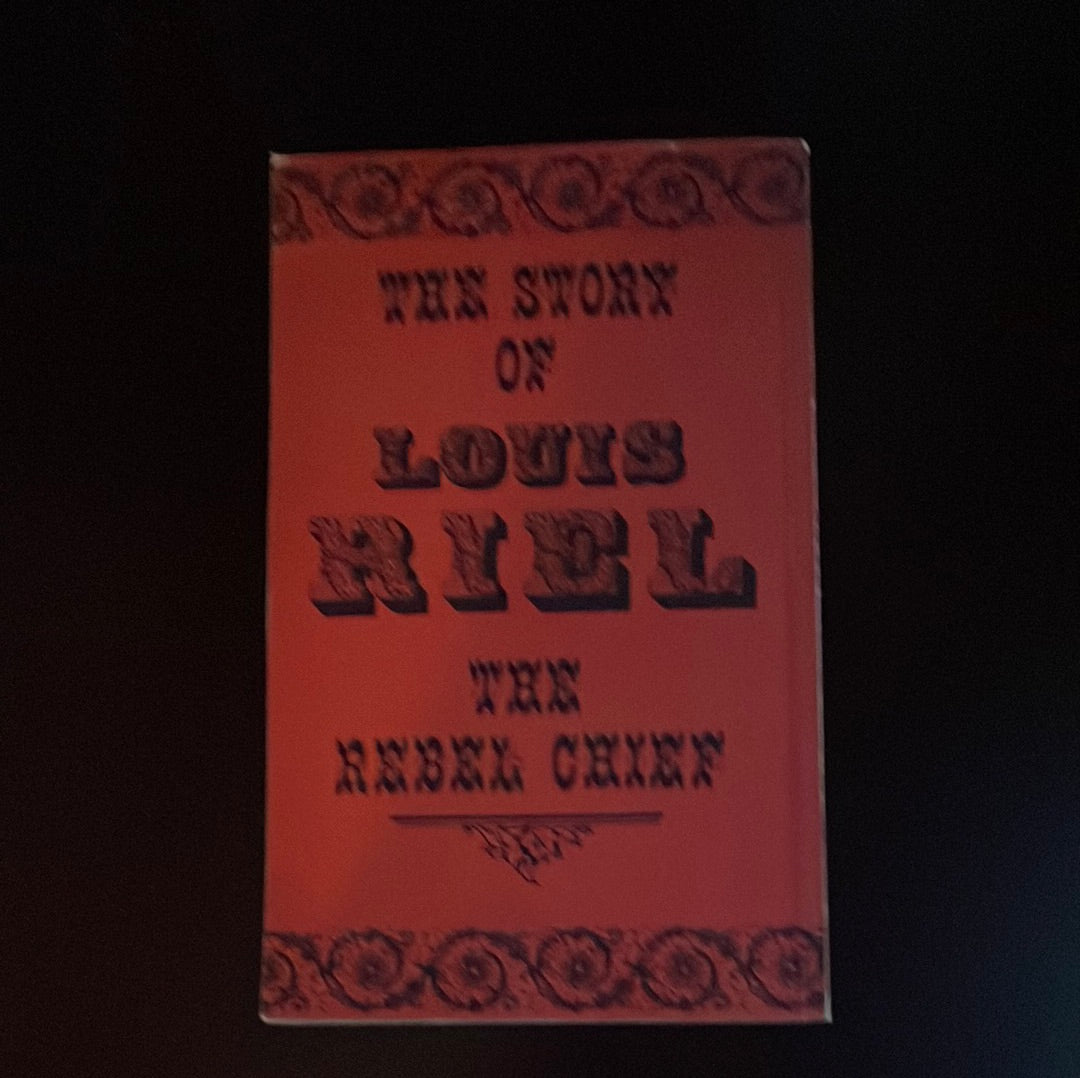 THE STORY
OF
LOUIS
RIEL
THE
REBEL CHIEF